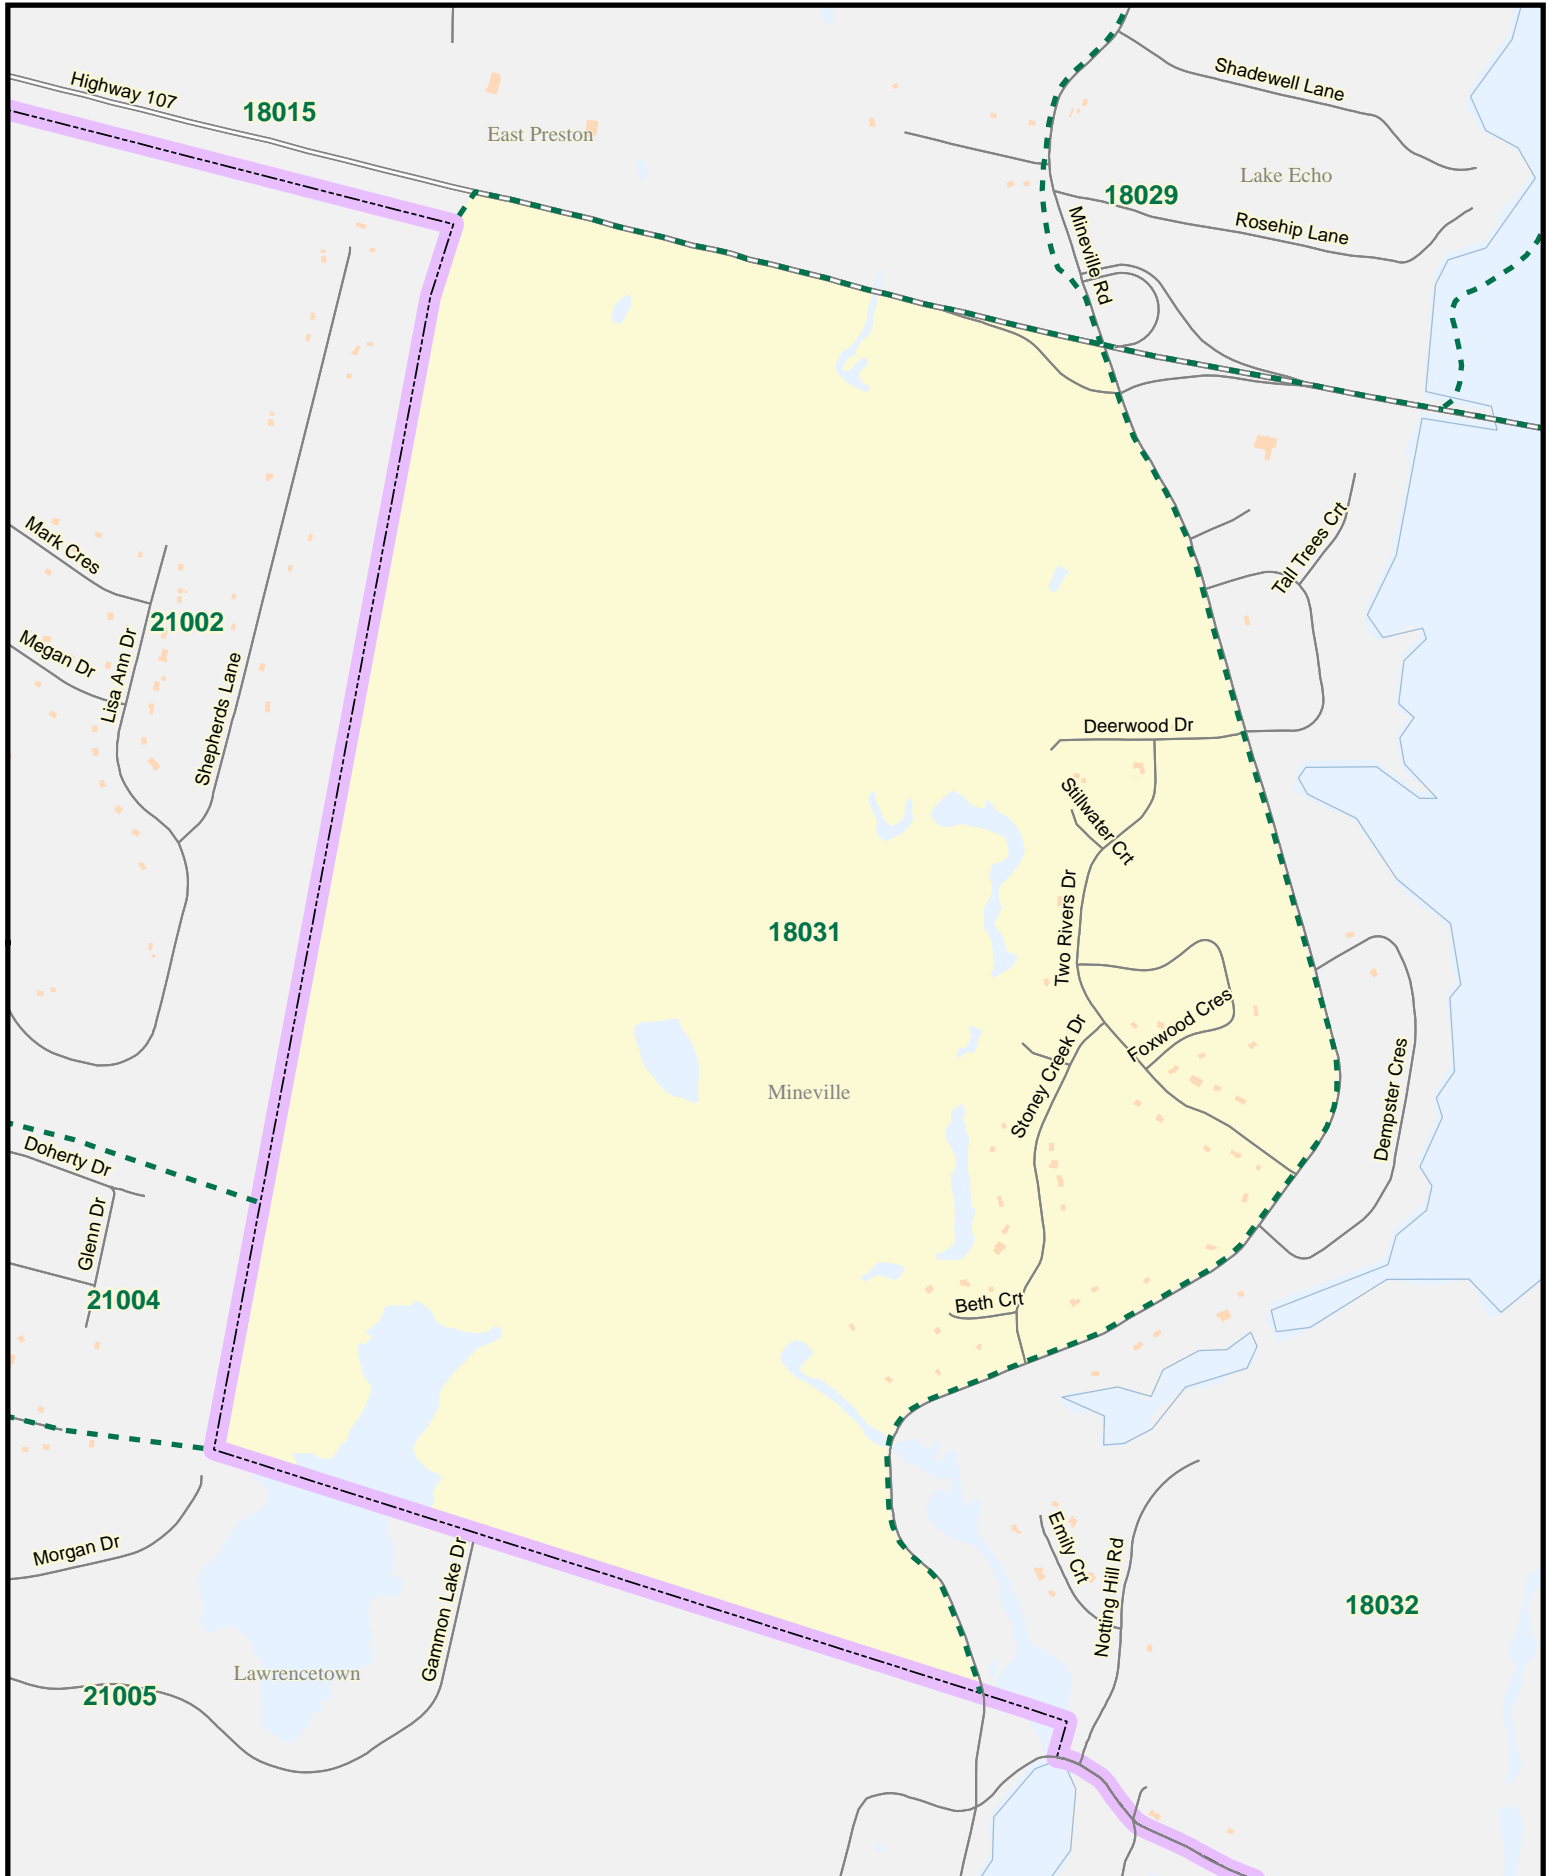 Shadewell Lane
Highway 107
18015
East Preston
Lake Echo
18029
Rosehip Lane
Mineville Rd
Mark Cres
Tall Trees Crt
21002
Megan Dr
Lisa Ann Dr
Shepherds Lane
Deerwood Dr
Stillwater Crt
Two Rivers Dr
18031
Foxwood Cres
Stoney Creek Dr
Mineville
Dempster Cres
Doherty Dr
Glenn Dr
21004
Beth Crt
Morgan Dr
Emily Crt
Notting Hill Rd
18032
Gammon Lake Dr
Lawrencetown
21005